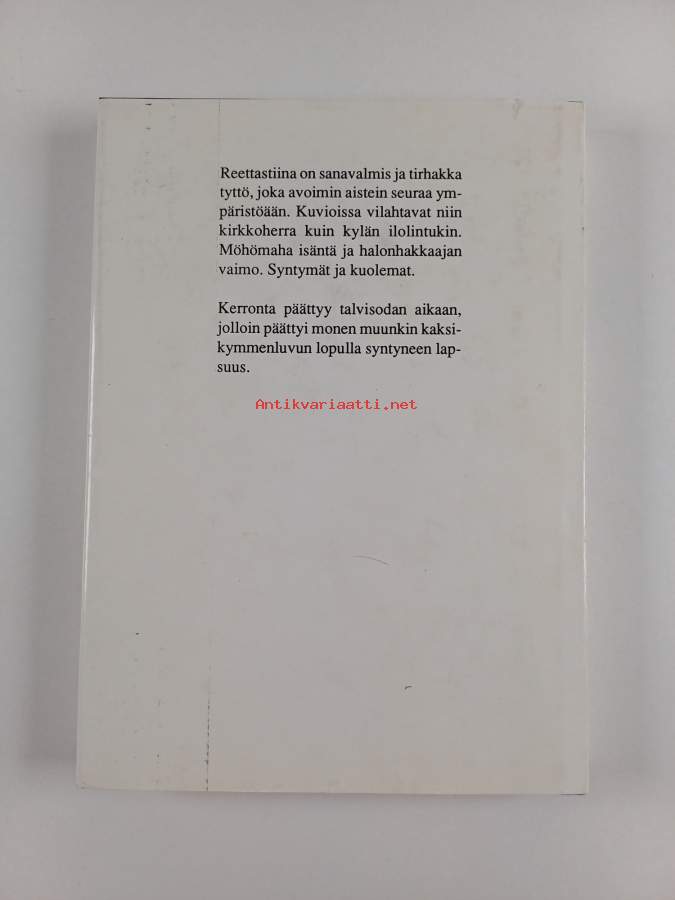 Reettastiina on sanavalmis ja tirhakka
tyttö, joka avoimin aistein seuraa ym-
päristöään. Kuvioissa vilahtavat niin
kirkkoherra kuin kylän ilolintukin.
Möhömaha isäntä ja halonhakkaajan
vaimo. Syntymät ja kuolemat.
Kerronta päättyy talvisodan aikaan,
jolloin päättyi monen muunkin kaksi-
kymmenluvun lopulla syntyneen lap-
suus.
Antikvariaatti.net